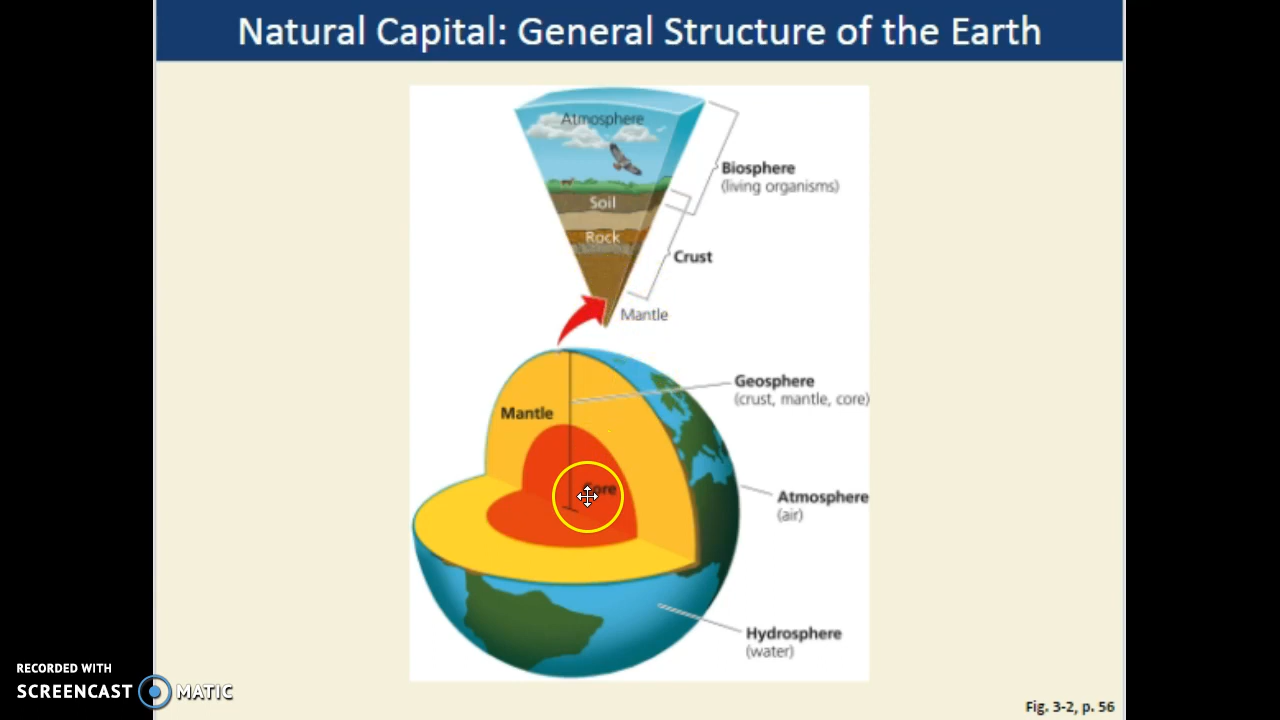 Natural Capital: General Structure of the Earth
Atmosphere
Biosphere
(living organisms)
Soil
Rock
Crust
Mantle
Geosphere
(crust, mantle, core)
Mantle
Core
Atmosphere
(air)
Hydrosphere
(water)
RECORDED WITH
SCREENCAST MATIC
Fig. 3-2, p. 56